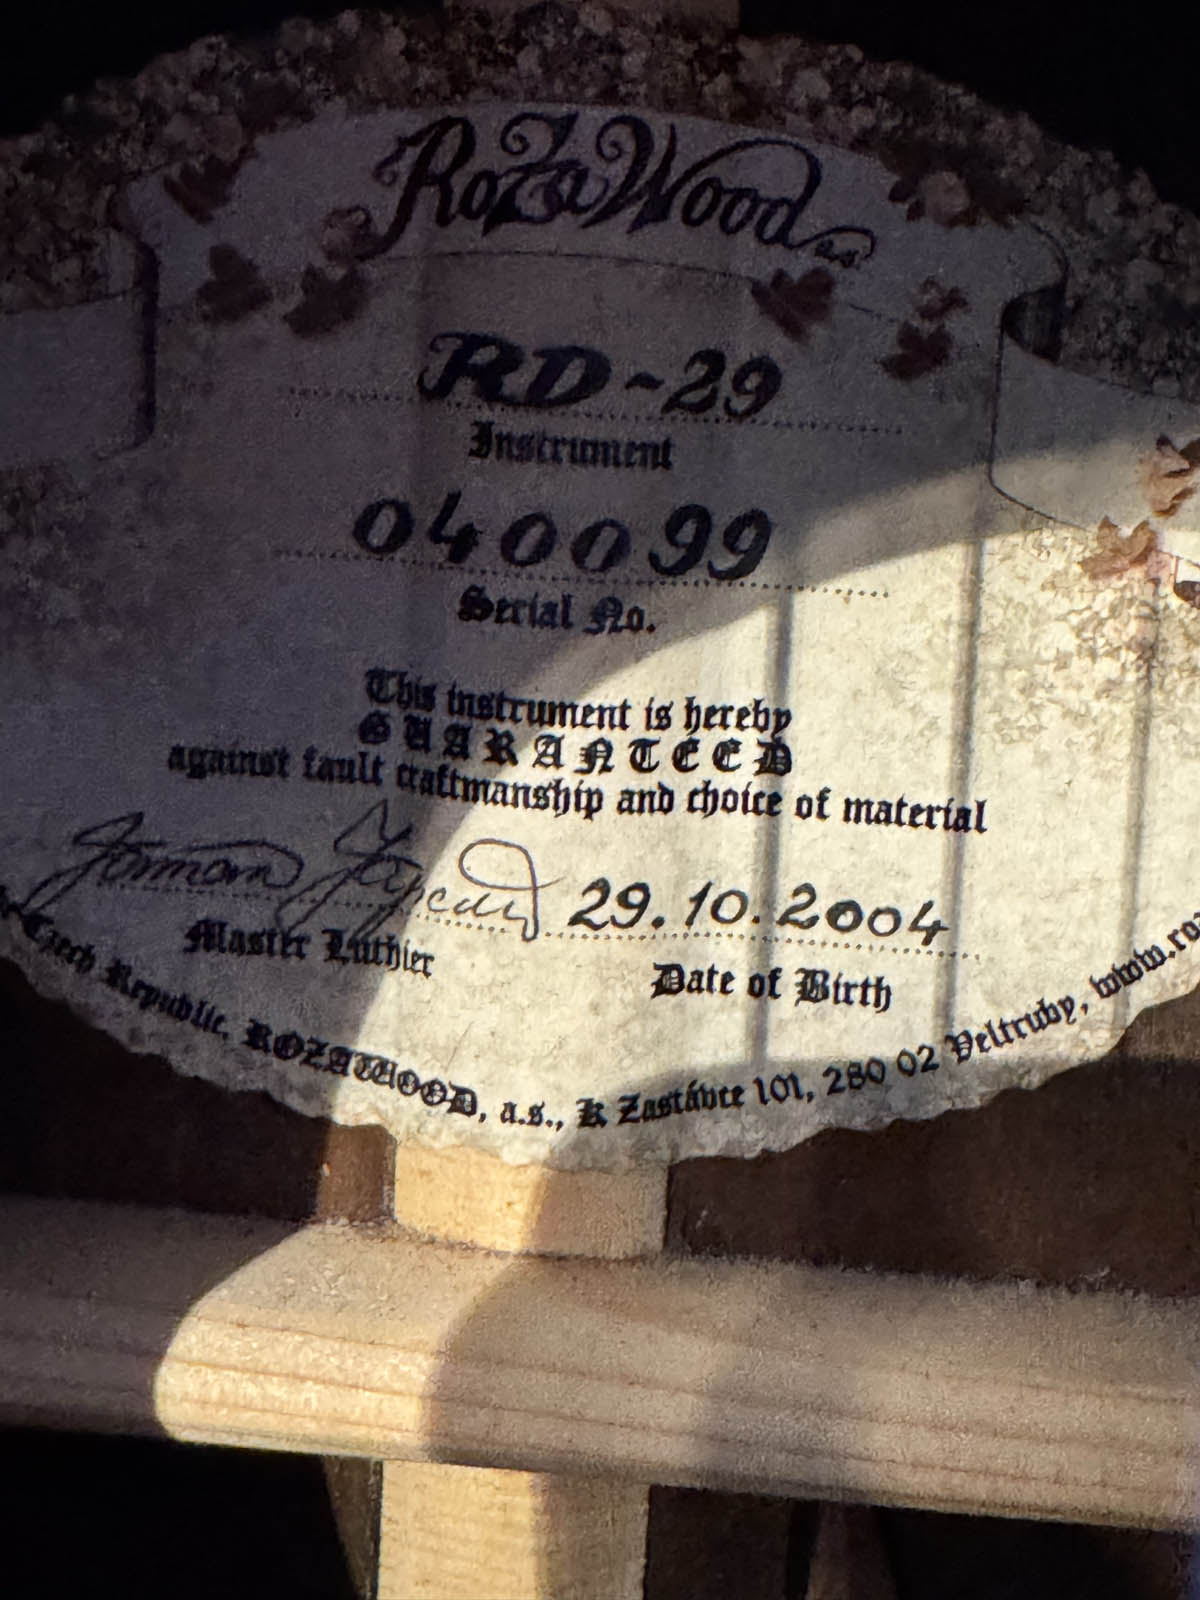 RoZaWood a.s.
RD-29
Instrument
040099
Serial No.
This instrument is hereby
GUARANTEED
against fault craftmanship and choice of material
29.10.2004
Master Luthier
Date of Birth
Czech Republic. ROZAWOOD, a.s., K Zastávce 101, 280 02 Veltruby, www.ro